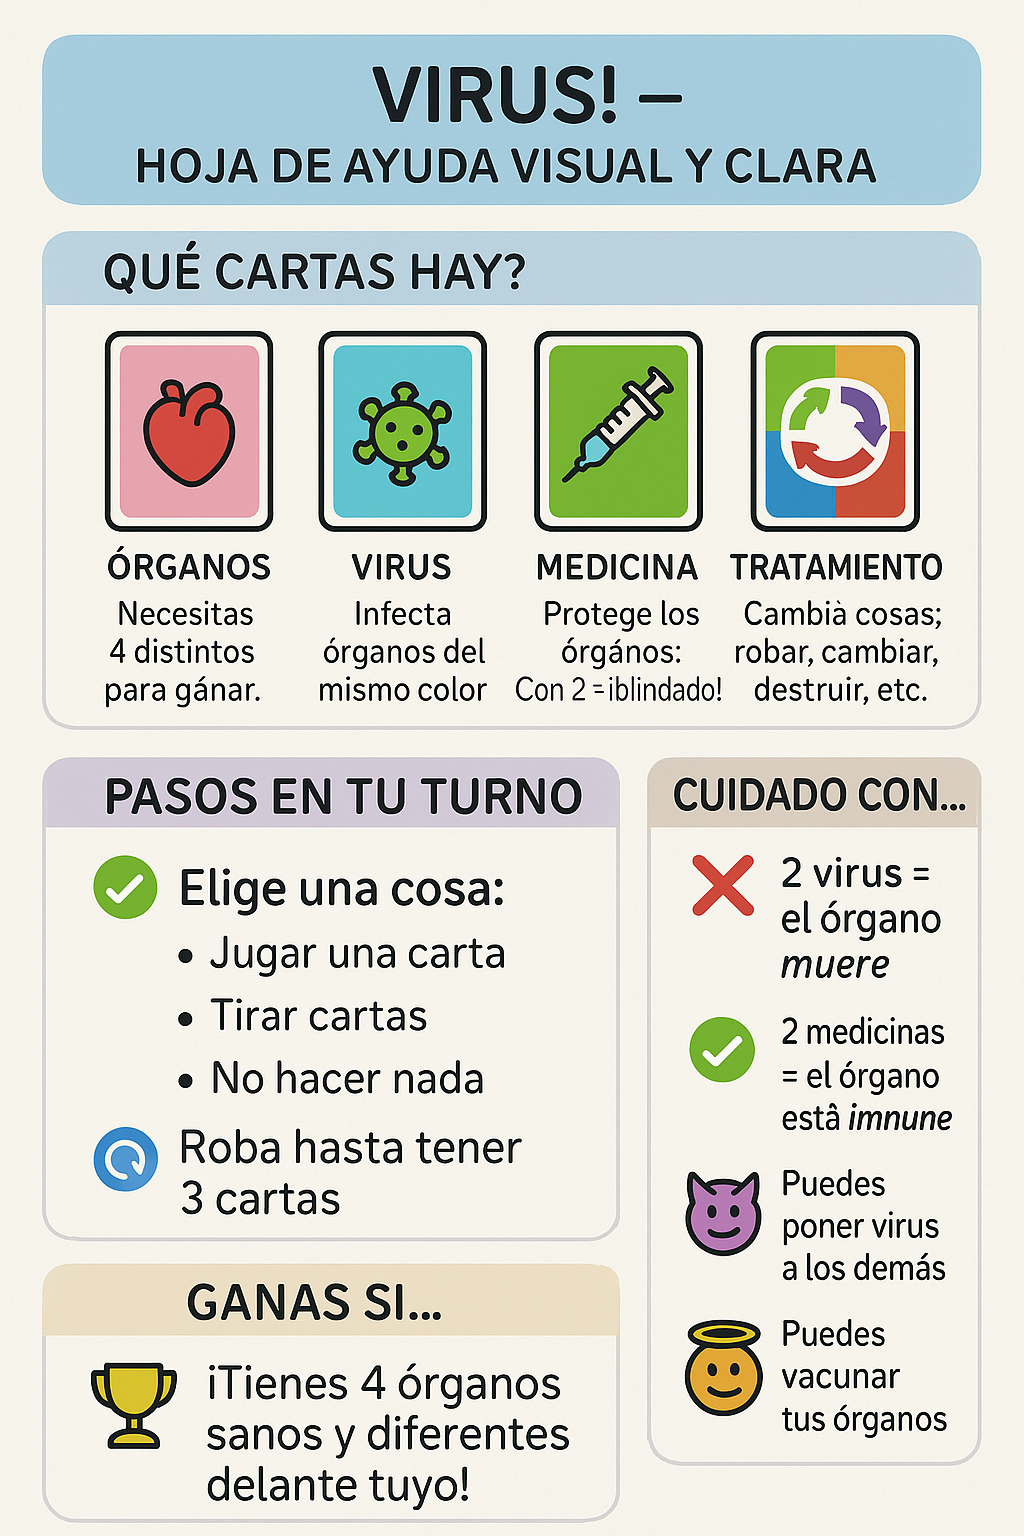 VIRUS! –
HOJA DE AYUDA VISUAL Y CLARA
QUÉ CARTAS HAY?
ÓRGANOS
Necesitas
4 distintos
para gánar.
VIRUS
Infecta
órganos del
mismo color
MEDICINA
Protege los
órgános:
Con 2 = iblindado!
TRATAMIENTO
Cambià cosas;
robar, cambiar,
destruir, etc.
PASOS EN TU TURNO
Elige una cosa:
• Jugar una carta
• Tirar cartas
• No hacer nada
Roba hasta tener
3 cartas
CUIDADO CON...
2 virus =
el órgano
muere
2 medicinas
= el órgano
estâ imnune
Puedes
poner virus
a los demás
Puedes
vacunar
tus órganos
GANAS SI...
iTienes 4 órganos
sanos y diferentes
delante tuyo!